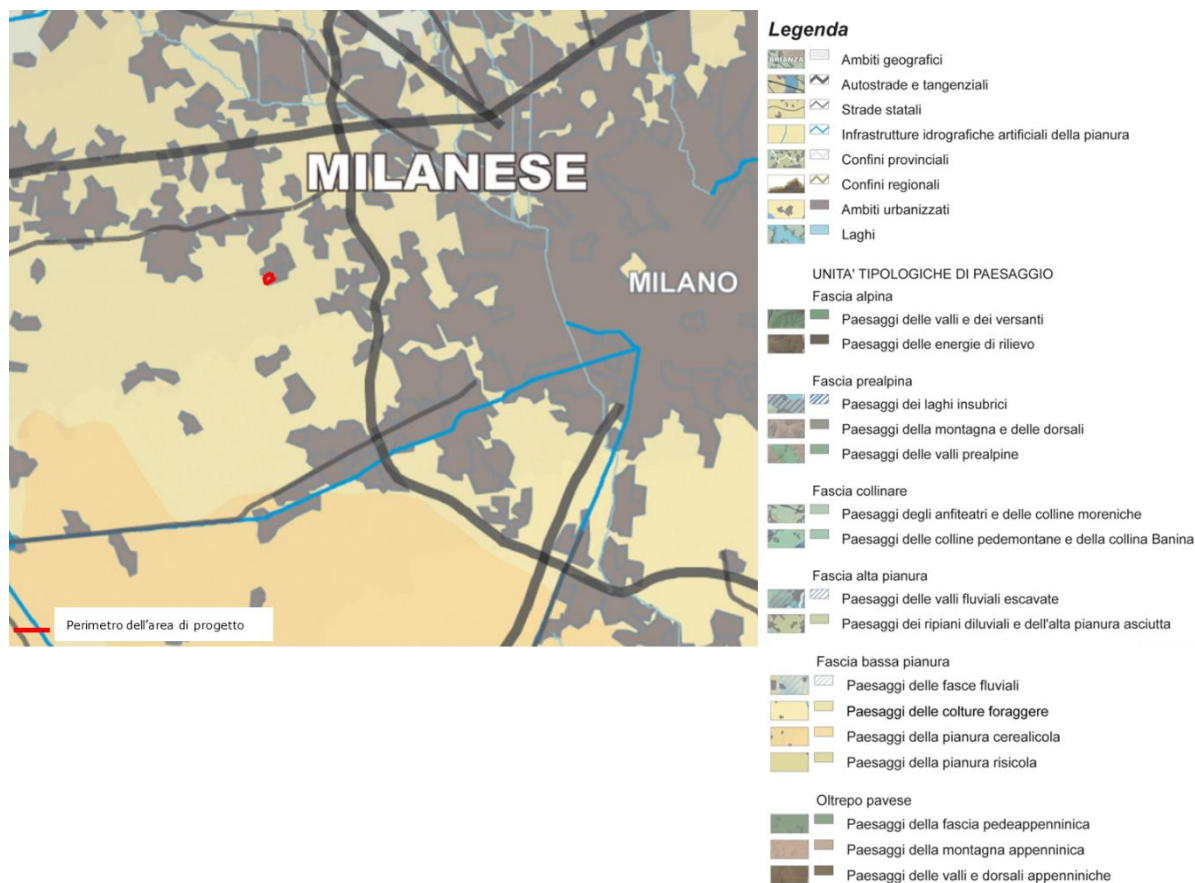 MILANESE
MILANO
Perimetro dell'area di progetto
Legenda
BRIANZA
Ambiti geografici
Autostrade e tangenziali
Strade statali
Infrastrutture idrografiche artificiali della pianura
Confini provinciali
Confini regionali
Ambiti urbanizzati
Laghi
UNITA' TIPOLOGICHE DI PAESAGGIO
Fascia alpina
Paesaggi delle valli e dei versanti
Paesaggi delle energie di rilievo
Fascia prealpina
Paesaggi dei laghi insubrici
Paesaggi della montagna e delle dorsali
Paesaggi delle valli prealpine
Fascia collinare
Paesaggi degli anfiteatri e delle colline moreniche
Paesaggi delle colline pedemontane e della collina Banina
Fascia alta pianura
Paesaggi delle valli fluviali escavate
Paesaggi dei ripiani diluviali e dell'alta pianura asciutta
Fascia bassa pianura
Paesaggi delle fasce fluviali
Paesaggi delle colture foraggere
Paesaggi della pianura cerealicola
Paesaggi della pianura risicola
Oltrepo pavese
Paesaggi della fascia pedeappenninica
Paesaggi della montagna appenninica
Paesaggi delle valli e dorsali appenniniche